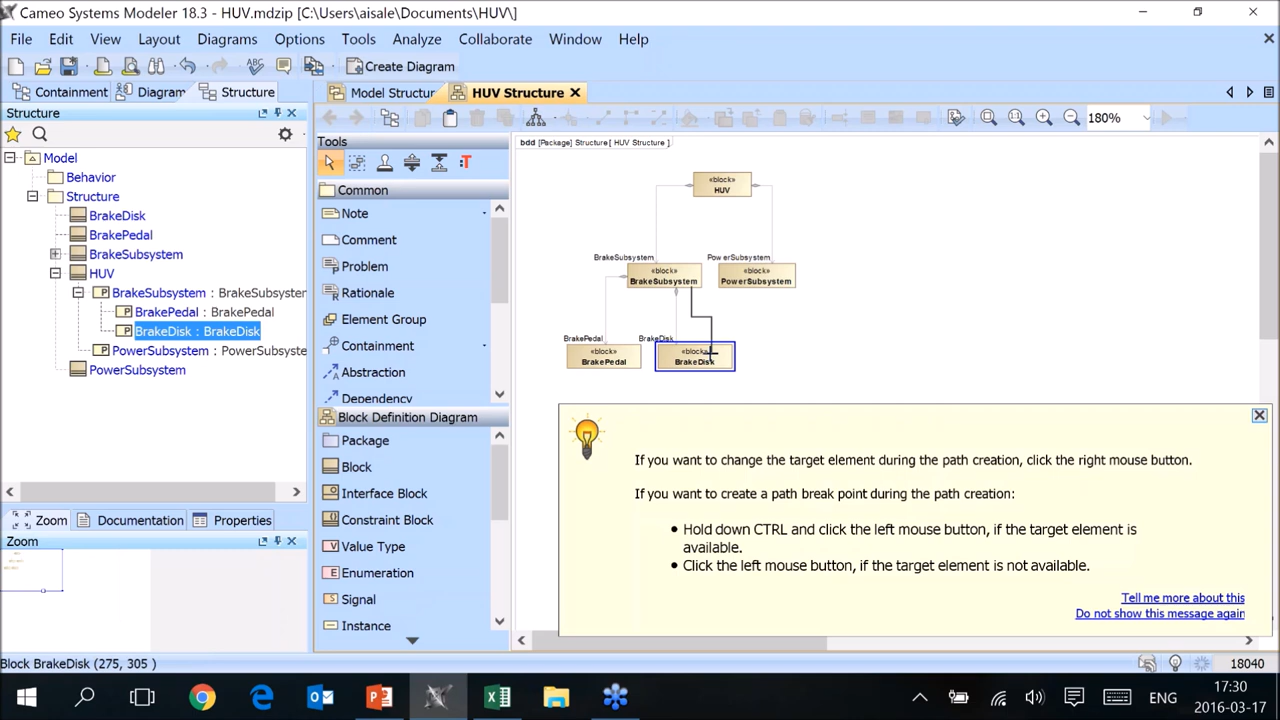 Cameo Systems Modeler 18.3 - HUV.mdzip [C:\Users\aisale\Documents\HUV\]
File Edit View Layout Diagrams Options Tools Analyze Collaborate Window Help
Create Diagram
Containment Diagram Structure
Model Structur HUV Structure
Structure
180%
Model
Behavior
Structure
BrakeDisk
BrakePedal
BrakeSubsystem
HUV
BrakeSubsystem : BrakeSubsyster
BrakePedal : BrakePedal
BrakeDisk : BrakeDisk
PowerSubsystem : PowerSubsyste
PowerSubsystem
Zoom Documentation Properties
Zoom
Tools
Common
Note
Comment
Problem
Rationale
Element Group
Containment
Abstraction
Dependency
Block Definition Diagram
Package
Block
Interface Block
Constraint Block
Value Type
Enumeration
Signal
Instance
bdd [Package] Structure[ HUV Structure ]
«block»
HUV
BrakeSubsystem
PowerSubsystem
«block»
BrakeSubsystem
«block»
PowerSubsystem
BrakePedal
BrakeDisk
«block»
BrakePedal
«block»
BrakeDisk
If you want to change the target element during the path creation, click the right mouse button.
If you want to create a path break point during the path creation:
Hold down CTRL and click the left mouse button, if the target element is
available.
Click the left mouse button, if the target element is not available.
Tell me more about this
Do not show this message again
Block BrakeDisk (275, 305 )
18040
ENG
17:30
2016-03-17